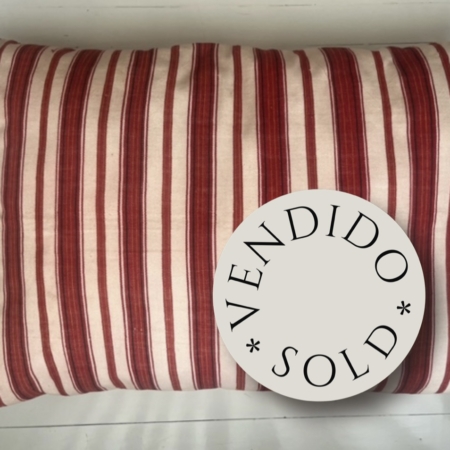 VENDIDO
* SOLD *